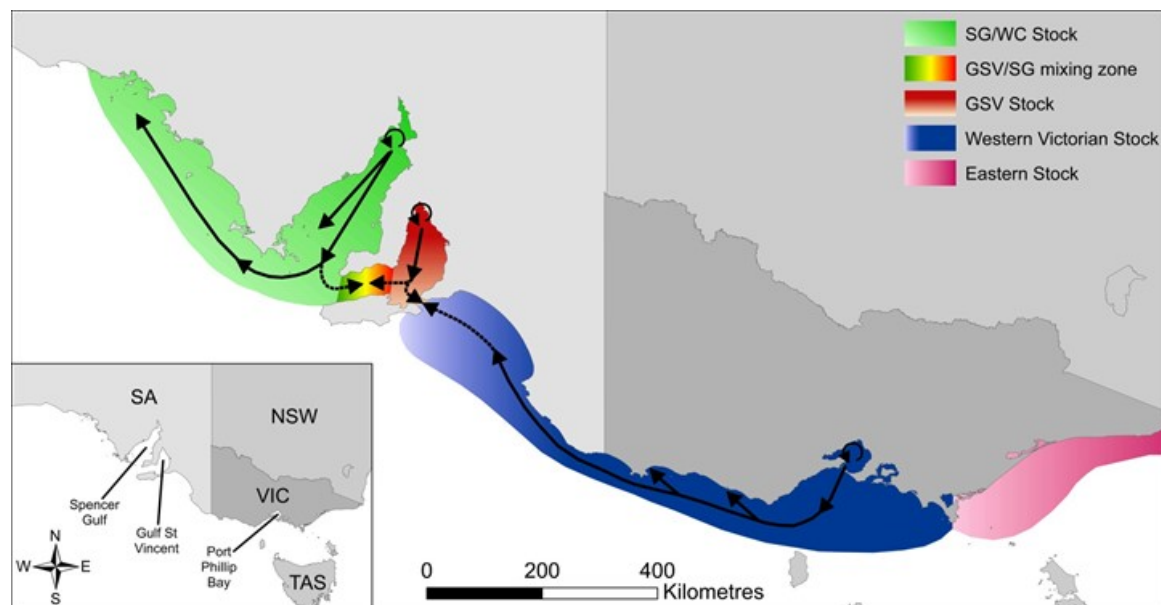 SG/WC Stock
GSV/SG mixing zone
GSV Stock
Western Victorian Stock
Eastern Stock
SA
NSW
VIC
Spencer
Gulf
Gulf St
Vincent
Port
Phillip
Bay
TAS
N
W
E
S
0
200
400
Kilometres